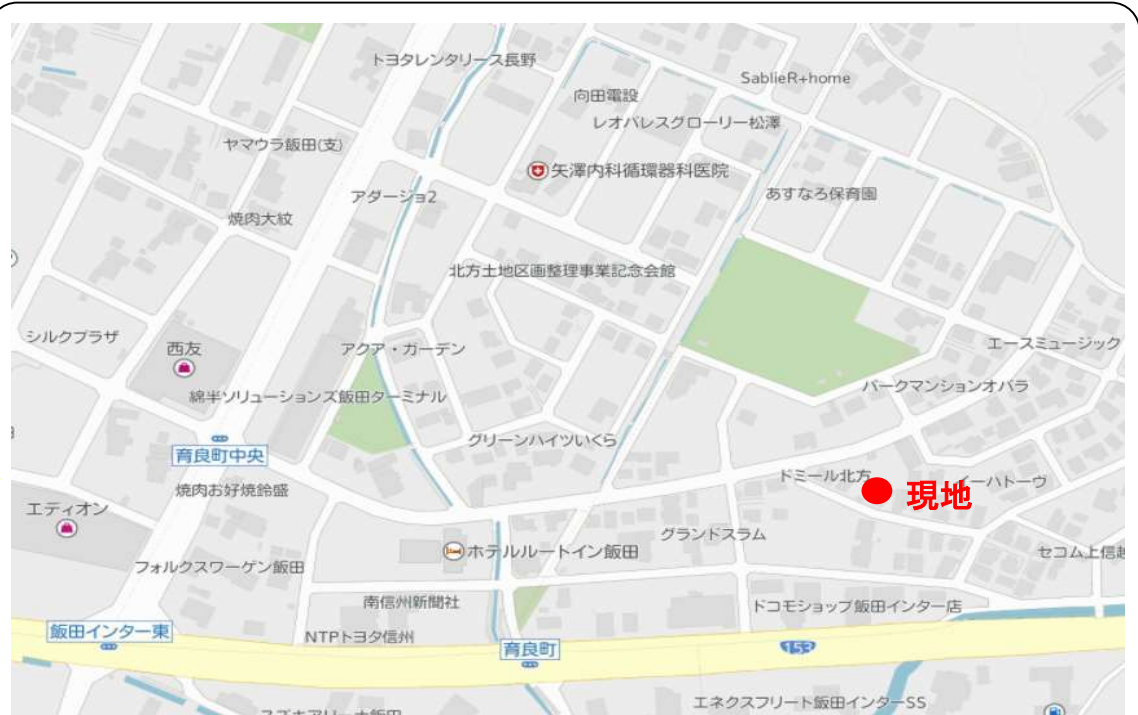 トヨタレンタリース長野
SablieR+home
向田電設
レオパレスグローリー松澤
ヤマウラ飯田(支)
矢澤内科循環器科医院
アダージョ2
あすなろ保育園
焼肉大紋
北方土地区画整理事業記念会館
シルクプラザ
西友
アクア・ガーデン
エースミュージック
パークマンションオバラ
綿半ソリューションズ飯田ターミナル
グリーンハイツいくら
育良町中央
ドミール北方
現地
ーハトーヴ
焼肉お好焼鈴盛
エディオン
グランドスラム
ホテルルートイン飯田
セコム上信越
フォルクスワーゲン飯田
南信州新聞社
ドコモショップ飯田インター店
飯田インター東
NTPトヨタ信州
育良町
153
エネクスフリート飯田インターSS